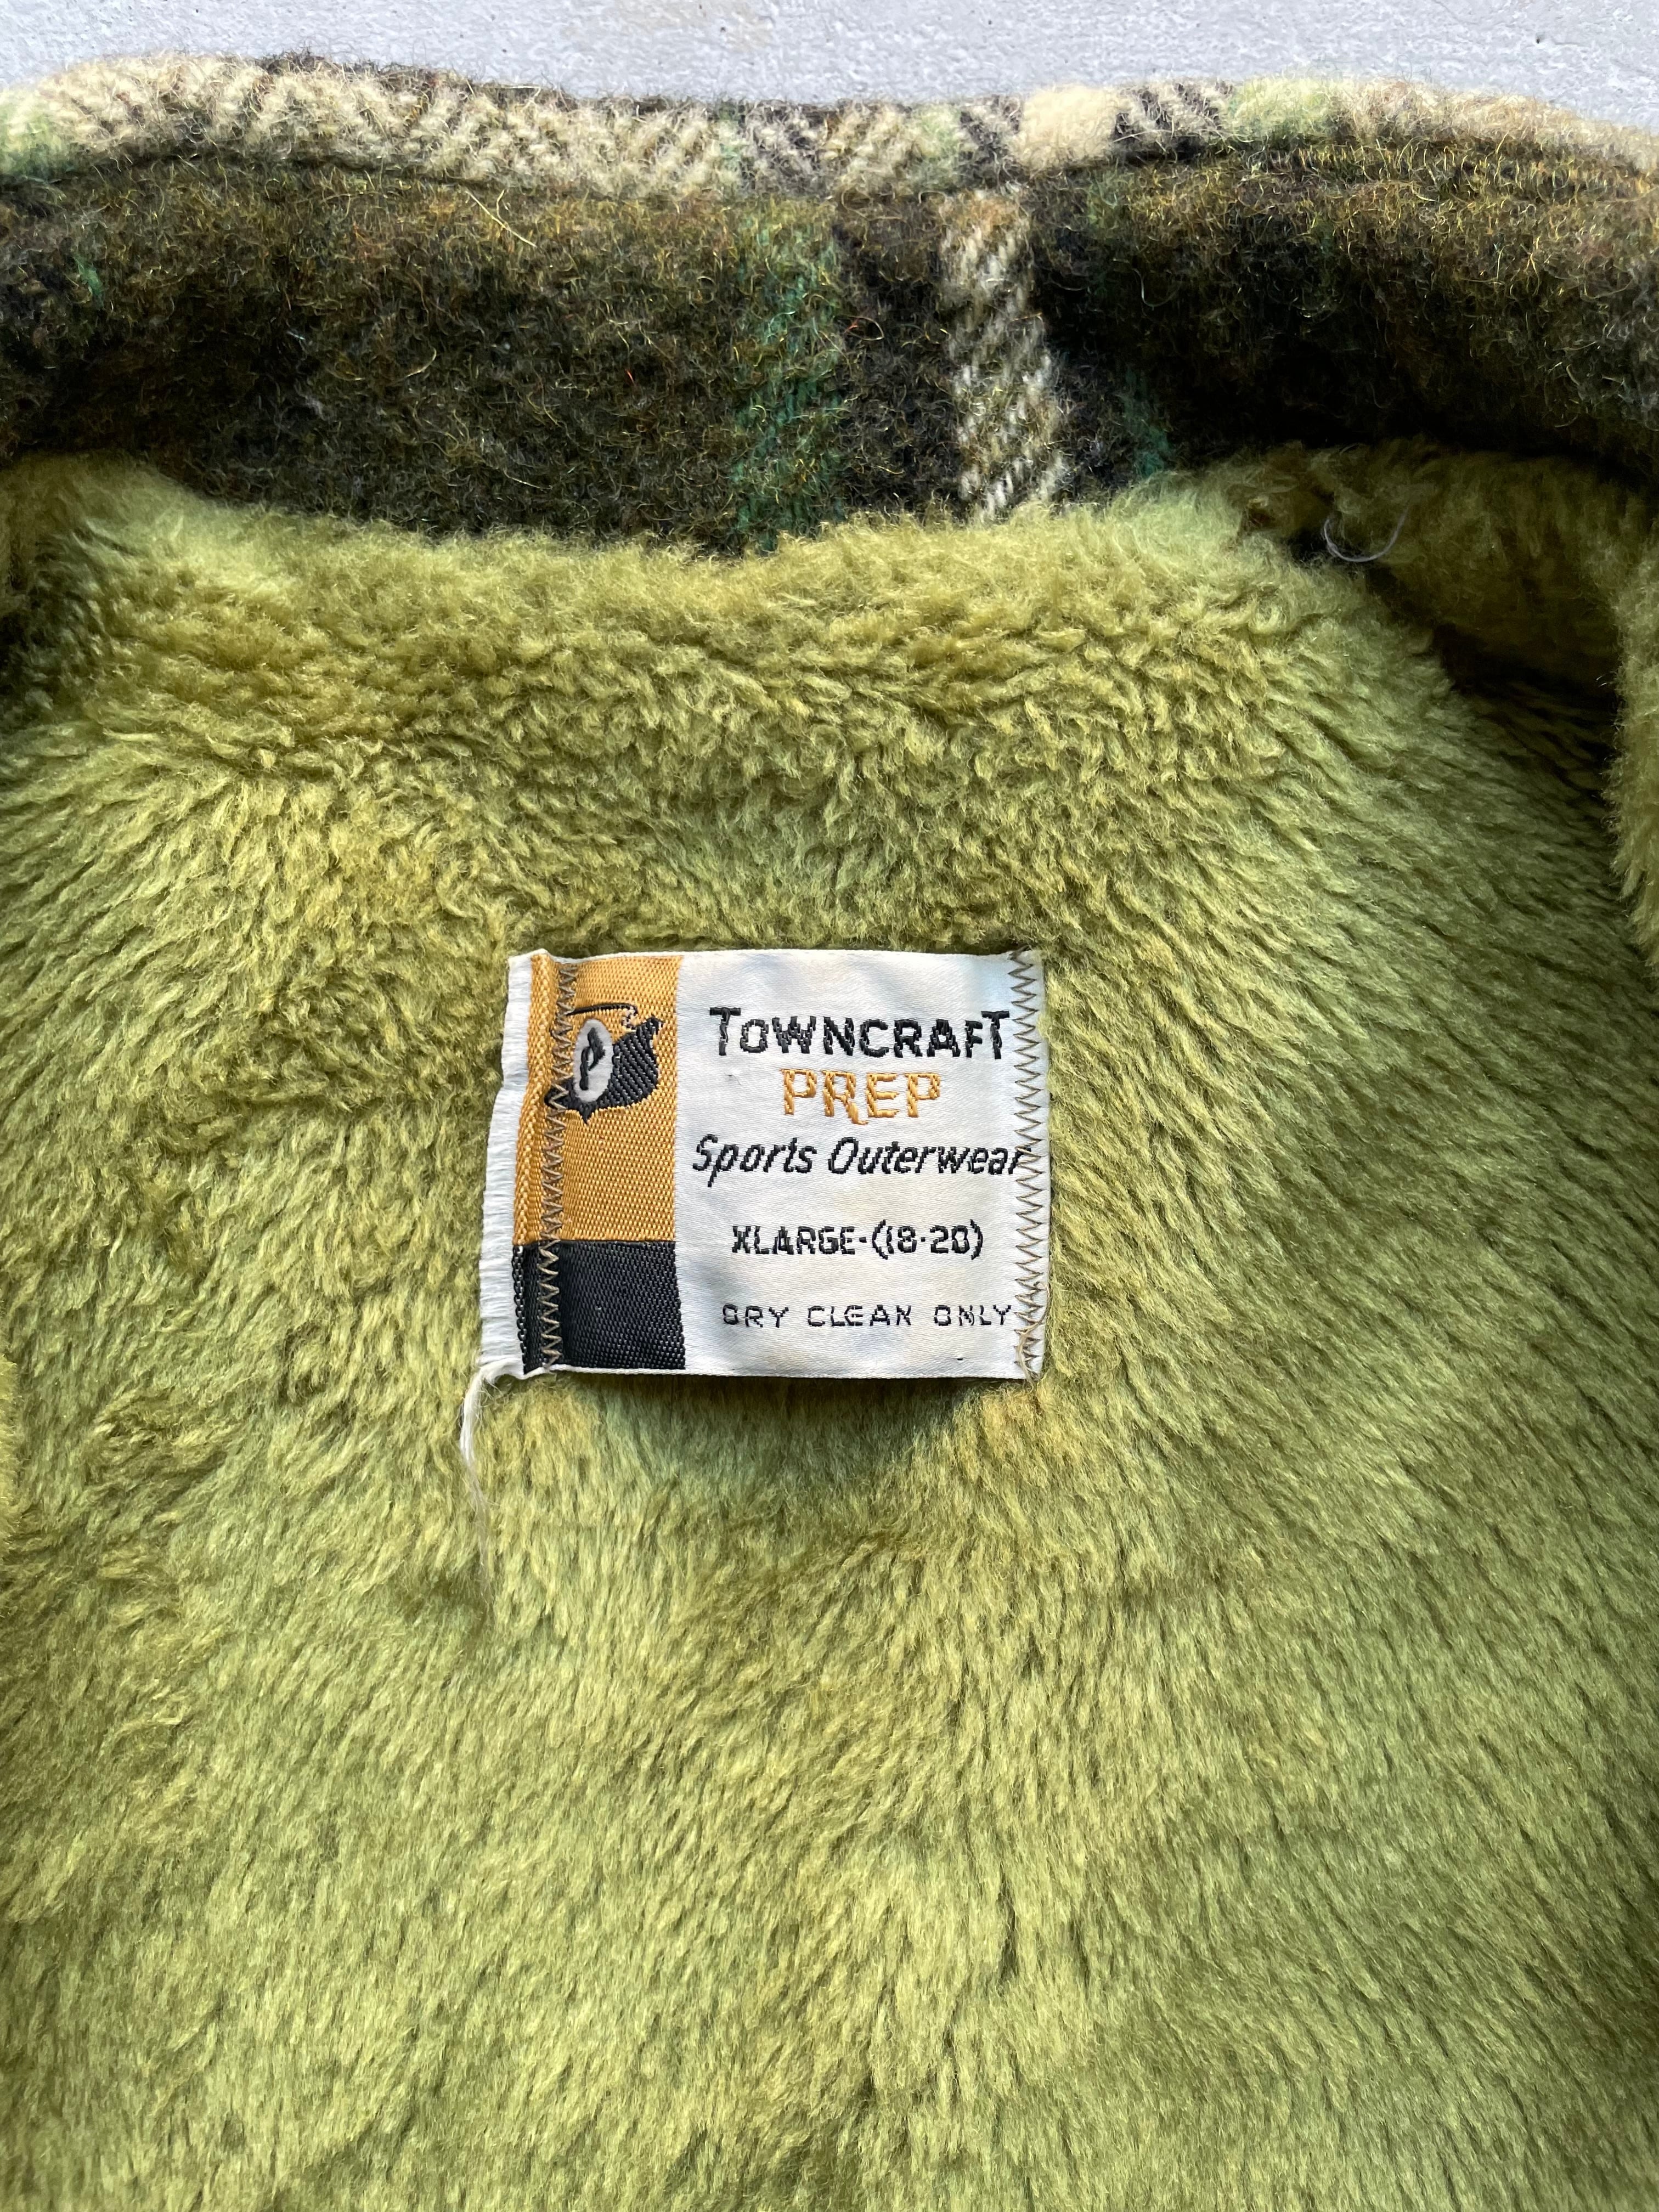 P
TOWNCRAFT
PREP
Sports Outerwear
XLARGE-(18-20)
DRY CLEAN ONLY